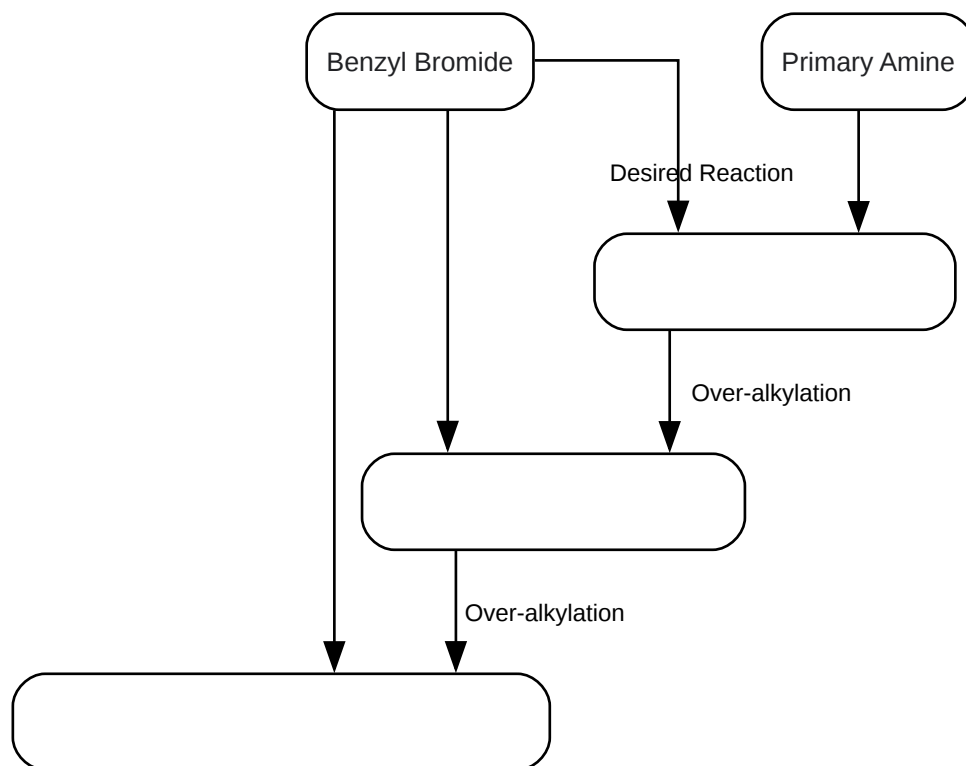 Benzyl Bromide
Primary Amine
Desired Reaction
Over-alkylation
Over-alkylation